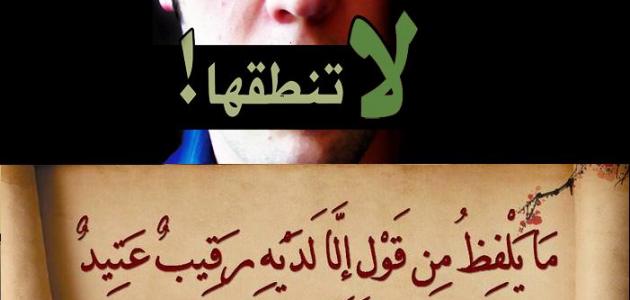 لا تنطقها!
مَا يَلْفِظُ مِن قَوْلٍ إِلَّا لَدَيْهِ رَقِيبٌ عَتِيدٌ